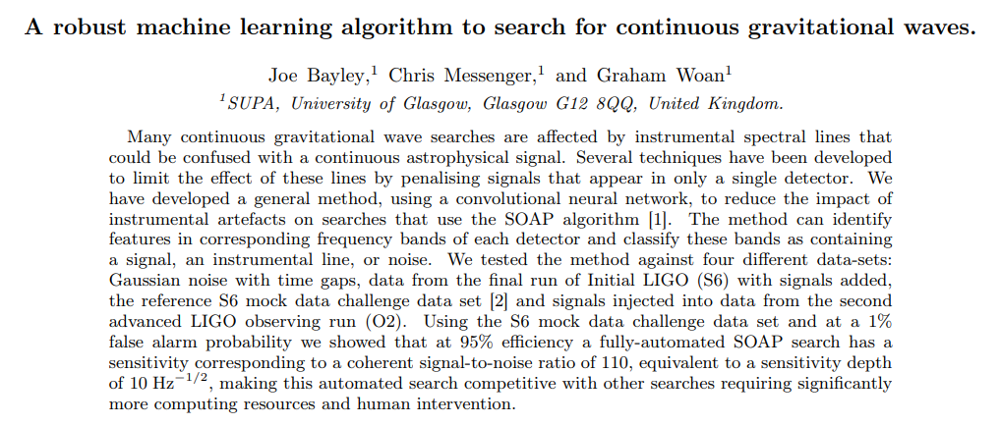 A robust machine learning algorithm to search for continuous gravitational waves.
Joe Bayley,¹ Chris Messenger,¹ and Graham Woan¹
¹SUPA, University of Glasgow, Glasgow G12 8QQ, United Kingdom.
Many continuous gravitational wave searches are affected by instrumental spectral lines that
could be confused with a continuous astrophysical signal. Several techniques have been developed
to limit the effect of these lines by penalising signals that appear in only a single detector. We
have developed a general method, using a convolutional neural network, to reduce the impact of
instrumental artefacts on searches that use the SOAP algorithm [1]. The method can identify
features in corresponding frequency bands of each detector and classify these bands as containing
a signal, an instrumental line, or noise. We tested the method against four different data-sets:
Gaussian noise with time gaps, data from the final run of Initial LIGO (S6) with signals added,
the reference S6 mock data challenge data set [2] and signals injected into data from the second
advanced LIGO observing run (O2). Using the S6 mock data challenge data set and at a 1%
false alarm probability we showed that at 95% efficiency a fully-automated SOAP search has a
sensitivity corresponding to a coherent signal-to-noise ratio of 110, equivalent to a sensitivity depth
of 10 Hz⁻¹/², making this automated search competitive with other searches requiring significantly
more computing resources and human intervention.